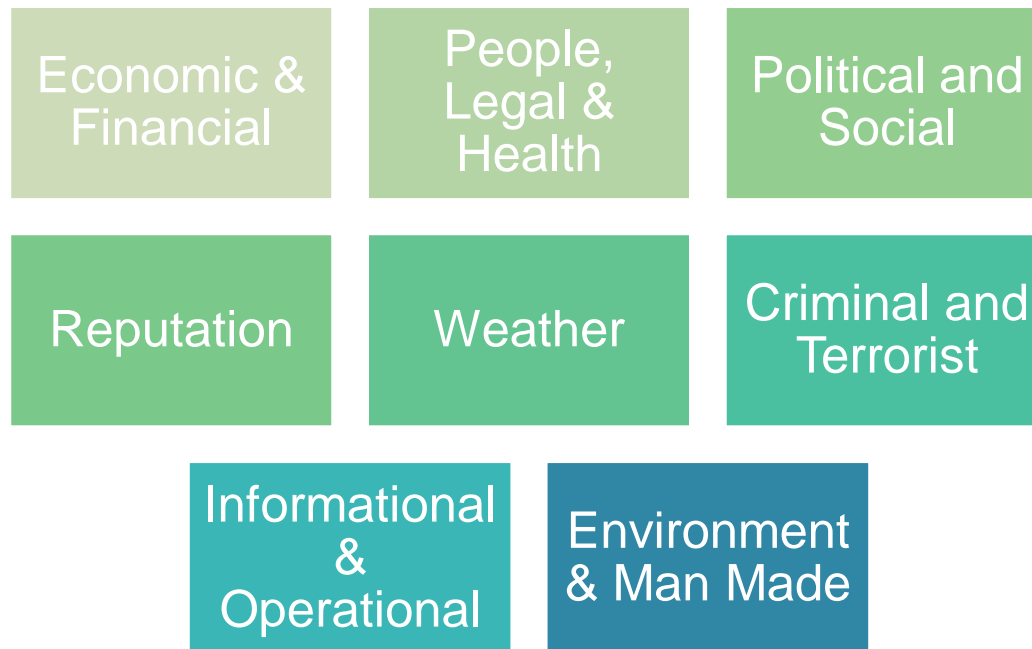 Economic &
Financial
People,
Legal &
Health
Political and
Social
Reputation
Weather
Criminal and
Terrorist
Informational
&
Operational
Environment
& Man Made